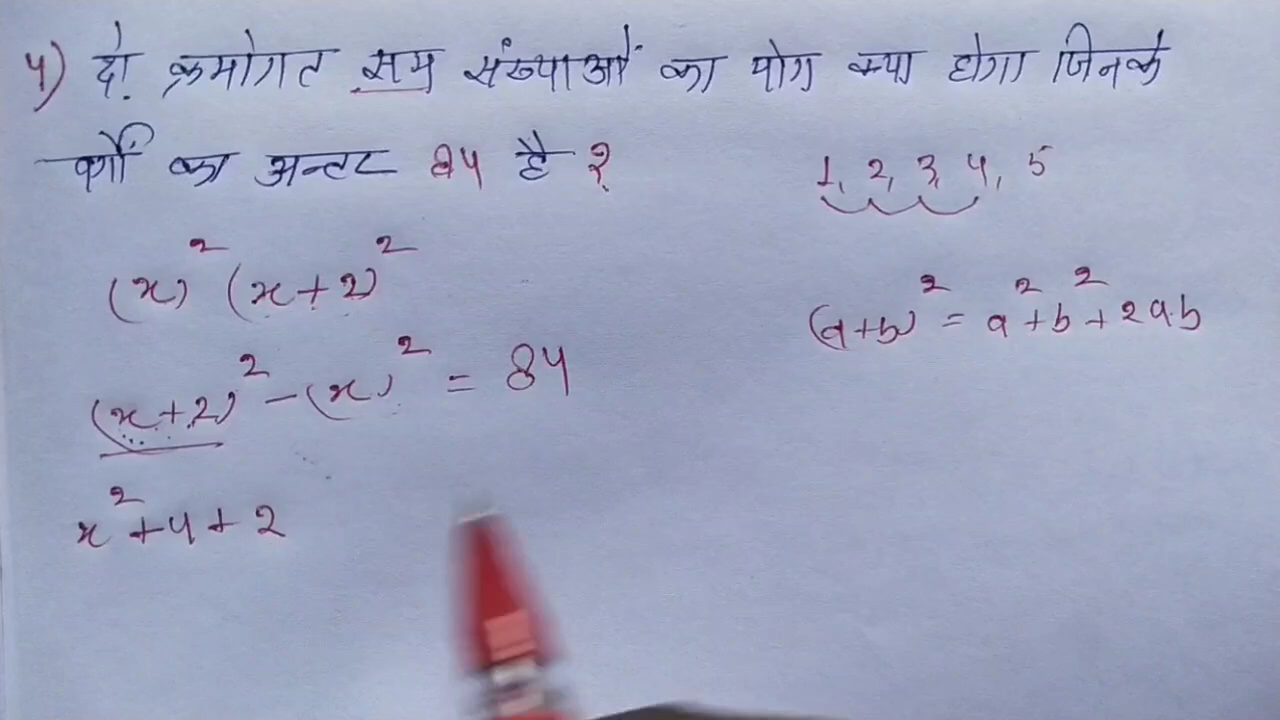 4) दो क्रमोगत सम संख्याओं का योग क्या होगा जिनके
वर्गों का अन्तर 84 है ?
1, 2, 3, 4, 5
(x)² (x+2)²
(a+b)² = a²+b²+2a.b
(x+2)² - (x)² = 84
x²+4+2